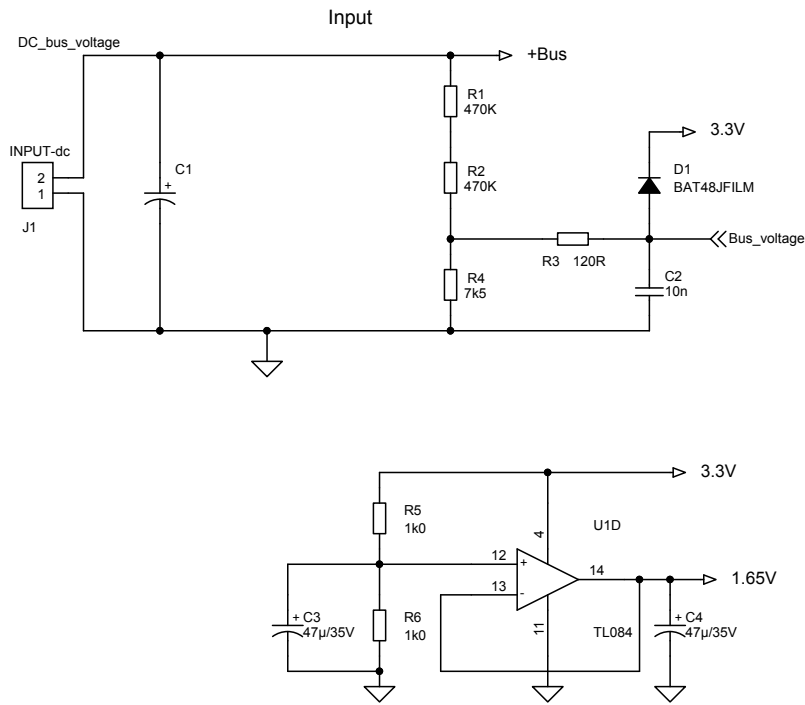 Input
DC_bus_voltage
+Bus
R1
470K
3.3V
INPUT-dc
C1
R2
470K
D1
BAT48JFILM
2
+
1
J1
Bus_voltage
R3 120R
R4
7k5
C2
10n
3.3V
R5
1k0
4
U1D
12
+
14
1.65V
13
-
+ C3
47µ/35V
R6
1k0
11
TL084
+ C4
47µ/35V